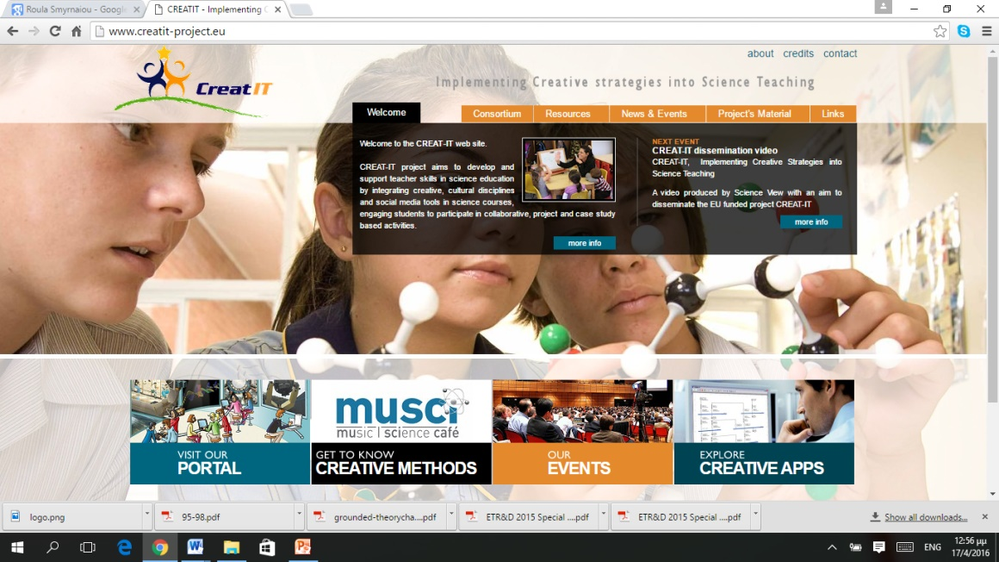 Roula Smyrnaiou - Google
CREATIT - Implementing C
www.creatit-project.eu
about credits contact
CreatIT
Implementing Creative strategies into Science Teaching
Welcome
Consortium
Resources
News & Events
Project's Material
Links
Welcome to the CREAT-IT web site.
CREAT-IT project aims to develop and
support teacher skills in science education
by integrating creative, cultural disciplines
and social media tools in science courses,
engaging students to participate in collaborative, project and case study
based activities.
more info
NEXT EVENT
CREAT-IT dissemination video
CREAT-IT, Implementing Creative Strategies into
Science Teaching
A video produced by Science View with an aim to
disseminate the EU funded project CREAT-IT
more info
musci
music | science café
VISIT OUR
PORTAL
GET TO KNOW
CREATIVE METHODS
OUR
EVENTS
EXPLORE
CREATIVE APPS
logo.png
95-98.pdf
grounded-theorycha....pdf
ETR&D 2015 Special ....pdf
ETR&D 2015 Special ....pdf
Show all downloads...
ENG
12:56 μμ
17/4/2016